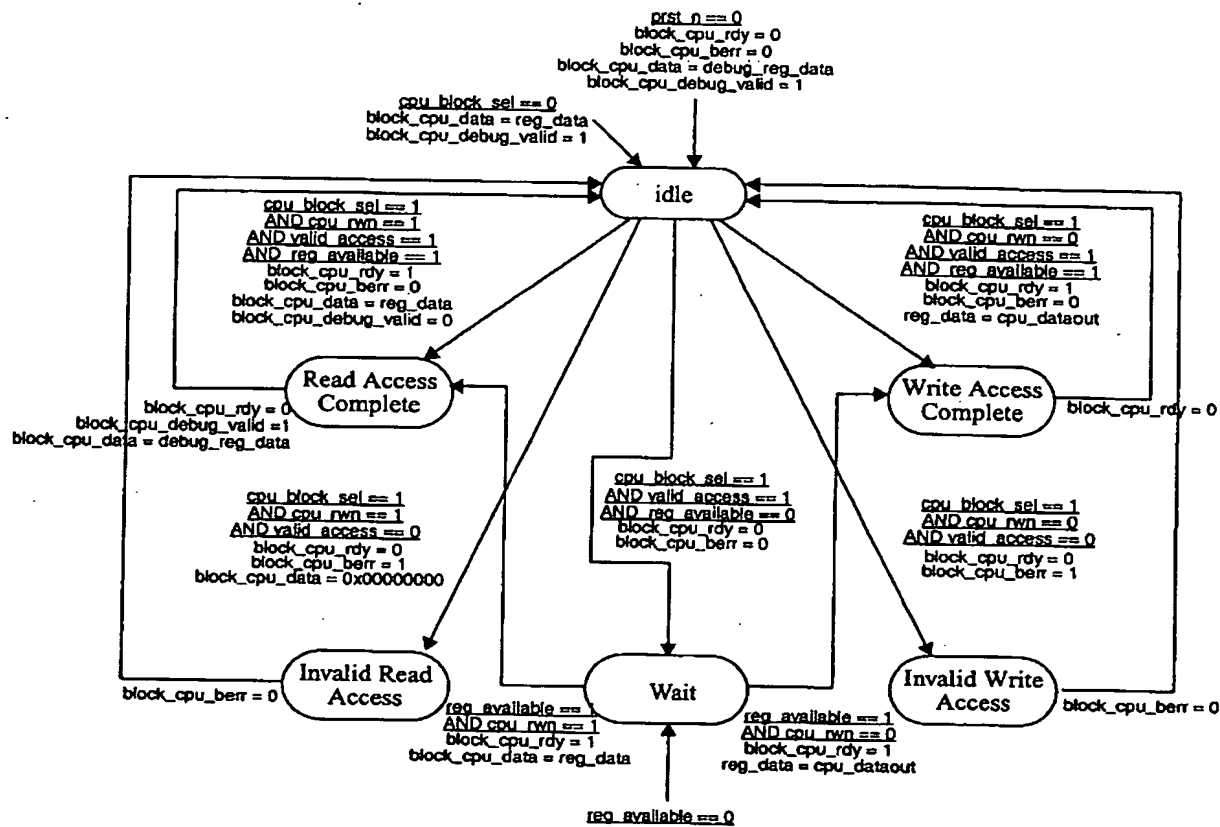 prst_n == 0
block_cpu_rdy = 0
block_cpu_berr = 0
block_cpu_data = debug_reg_data
block_cpu_debug_valid = 1
cpu_block_sel == 0
block_cpu_data = reg_data
block_cpu_debug_valid = 1
idle
cpu_block_sel == 1
AND cpu_rwn == 1
AND valid_access == 1
AND reg_available == 1
block_cpu_rdy = 1
block_cpu_berr = 0
block_cpu_data = reg_data
block_cpu_debug_valid = 0
cpu_block_sel == 1
AND cpu_rwn == 0
AND valid_access == 1
AND reg_available == 1
block_cpu_rdy = 1
block_cpu_berr = 0
reg_data = cpu_dataout
Read Access
Complete
block_cpu_rdy = 0
block_cpu_debug_valid =1
block_cpu_data = debug_reg_data
Write Access
Complete
block_cpu_rdy = 0
cpu_block_sel == 1
AND cpu_rwn == 1
AND valid_access == 0
block_cpu_rdy = 0
block_cpu_berr = 1
block_cpu_data = 0x00000000
cpu_block_sel == 1
AND valid_access == 1
AND reg_available == 0
block_cpu_rdy = 0
block_cpu_berr = 0
cpu_block_sel == 1
AND cpu_rwn == 0
AND valid_access == 0
block_cpu_rdy = 0
block_cpu_berr = 1
Invalid Read
Access
block_cpu_berr = 0
Wait
Invalid Write
Access
block_cpu_berr = 0
reg_available == 1
AND cpu_rwn == 1
block_cpu_rdy = 1
block_cpu_data = reg_data
reg_available == 1
AND cpu_rwn == 0
block_cpu_rdy = 1
reg_data = cpu_dataout
reg_available == 0